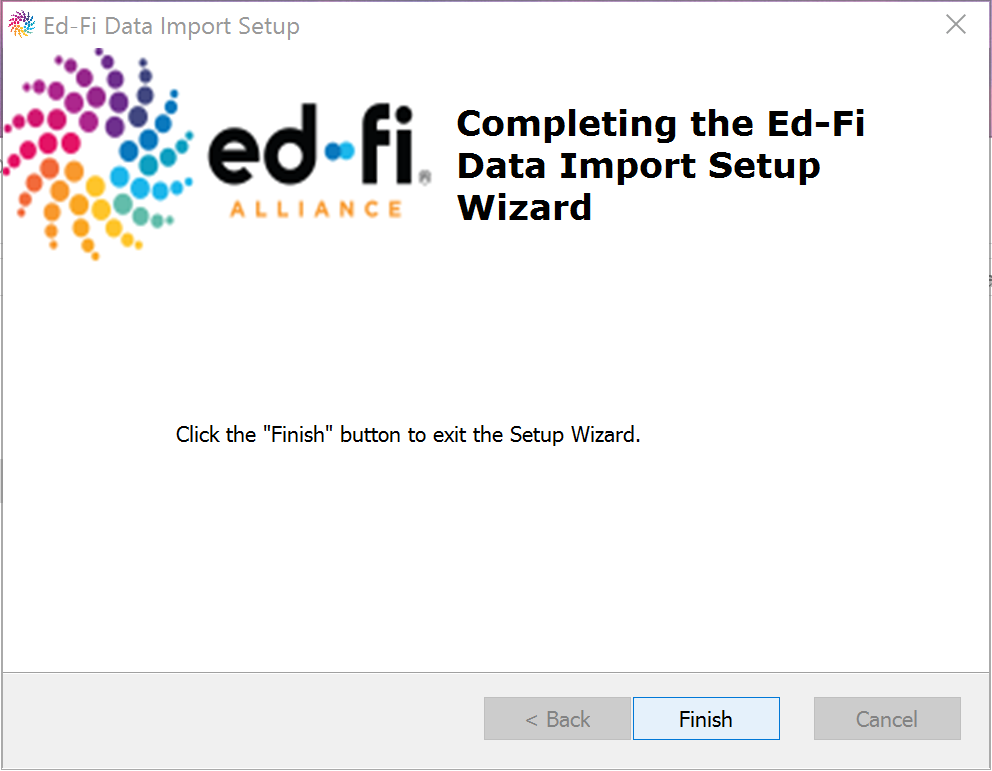 Ed-Fi Data Import Setup
ed-fi®
ALLIANCE
Completing the Ed-Fi
Data Import Setup
Wizard
Click the "Finish" button to exit the Setup Wizard.
< Back
Finish
Cancel